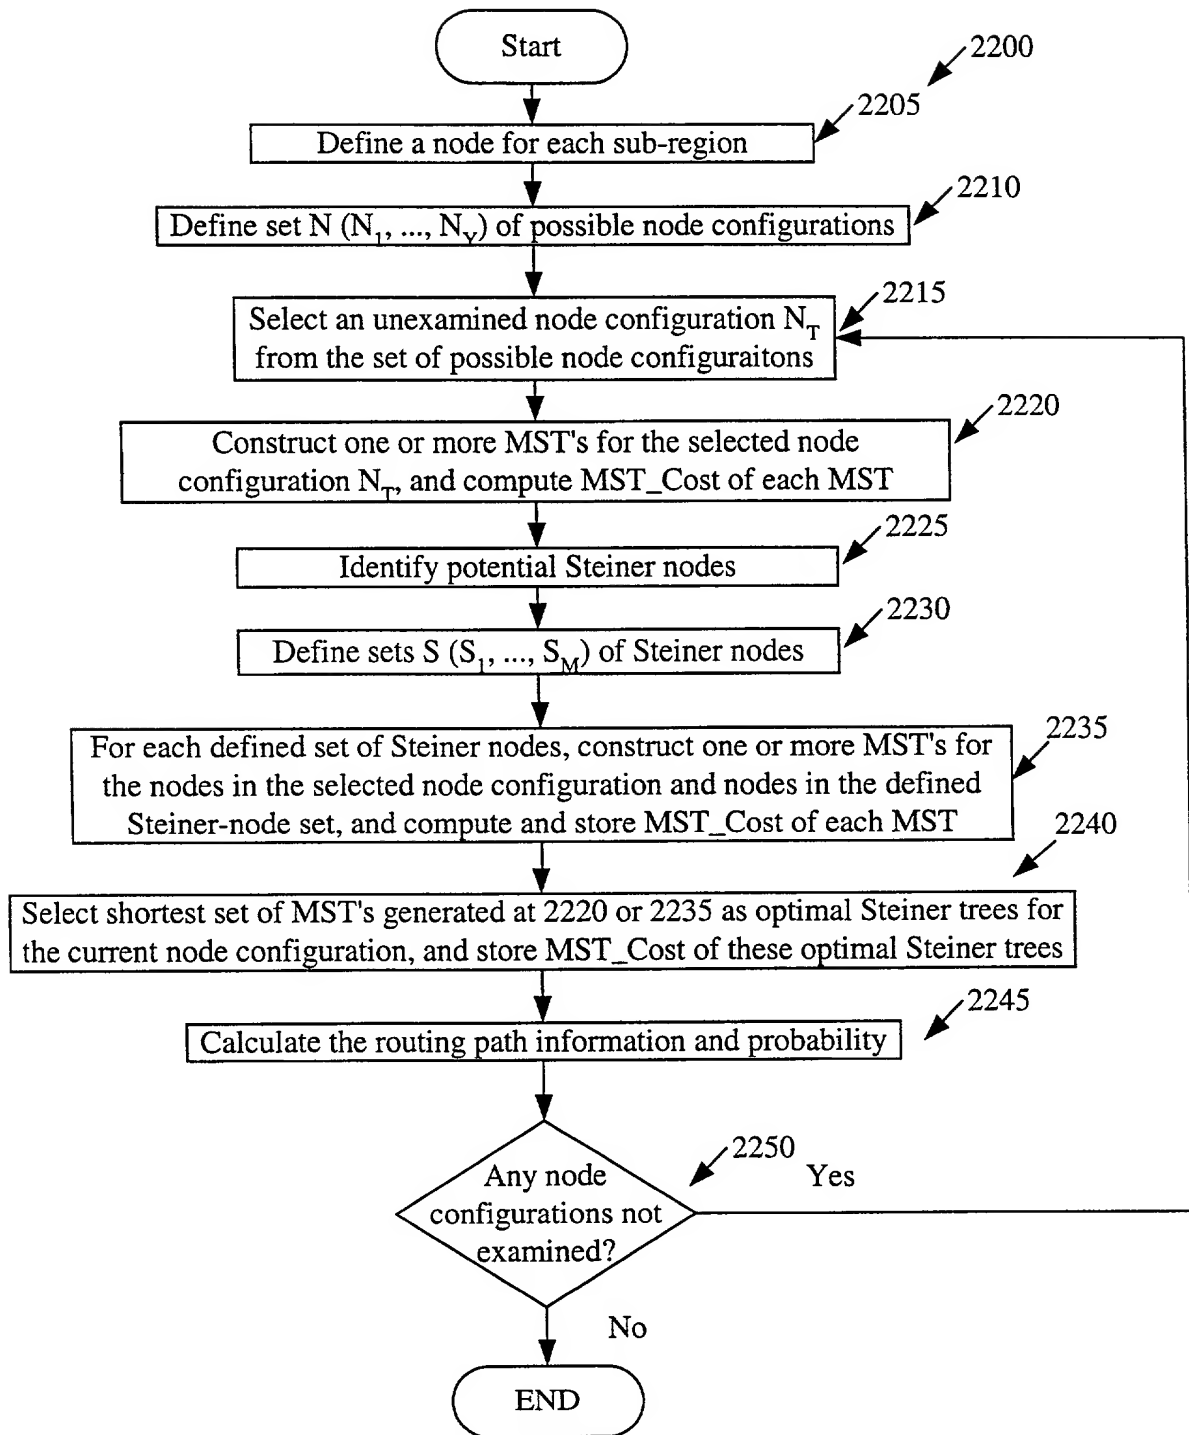 Start
2200
2205
Define a node for each sub-region
2210
Define set N (N1, ..., NY) of possible node configurations
2215
Select an unexamined node configuration NT
from the set of possible node configuraitons
2220
Construct one or more MST's for the selected node
configuration NT, and compute MST_Cost of each MST
2225
Identify potential Steiner nodes
2230
Define sets S (S1, ..., SM) of Steiner nodes
2235
For each defined set of Steiner nodes, construct one or more MST's for
the nodes in the selected node configuration and nodes in the defined
Steiner-node set, and compute and store MST_Cost of each MST
2240
Select shortest set of MST's generated at 2220 or 2235 as optimal Steiner trees for
the current node configuration, and store MST_Cost of these optimal Steiner trees
2245
Calculate the routing path information and probability
2250
Any node
configurations not
examined?
Yes
No
END